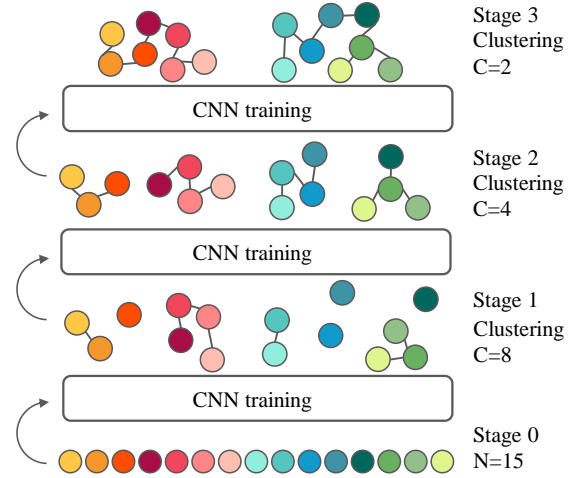 Stage 3
Clustering
C=2
CNN training
Stage 2
Clustering
C=4
CNN training
Stage 1
Clustering
C=8
CNN training
Stage 0
N=15